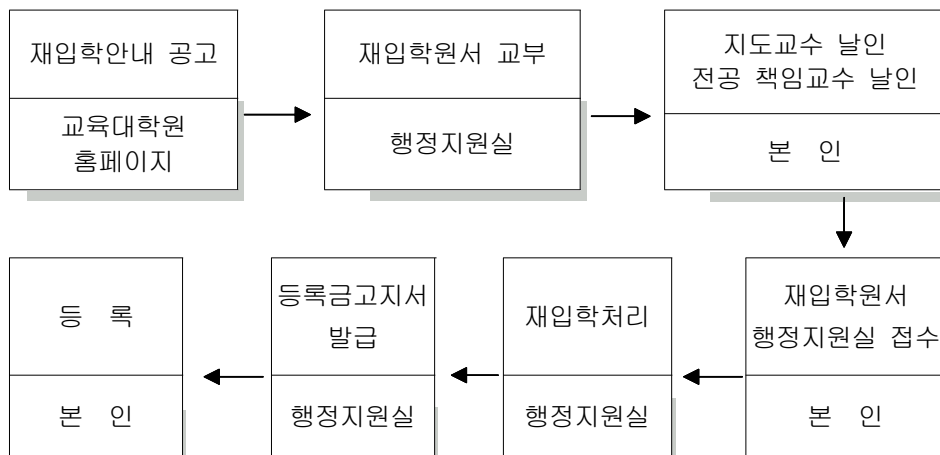 재입학안내 공고
교육대학원
홈페이지
재입학원서 교부
행정지원실
지도교수 날인
전공 책임교수 날인
본 인
재입학원서
행정지원실 접수
본 인
재입학처리
행정지원실
등록금고지서
발급
행정지원실
등 록
본 인